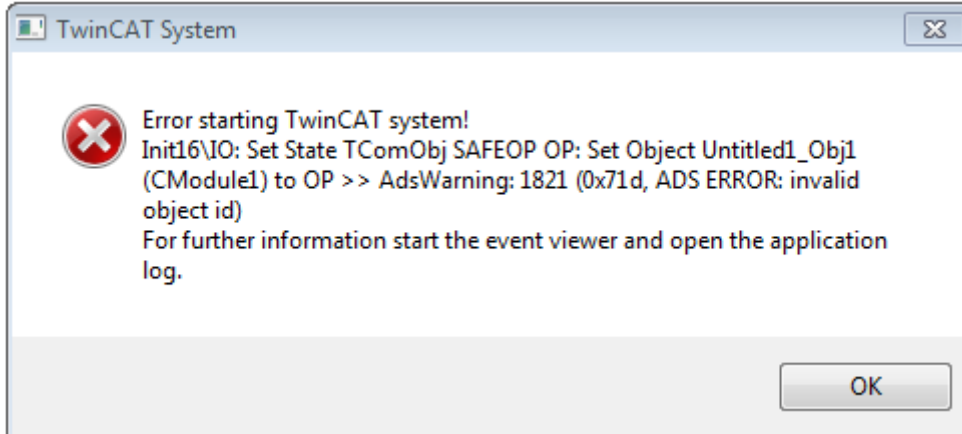 TwinCAT System
Error starting TwinCAT system!
Init16\IO: Set State TComObj SAFEOP OP: Set Object Untitled1_Obj1
(CModule1) to OP >> AdsWarning: 1821 (0x71d, ADS ERROR: invalid
object id)
For further information start the event viewer and open the application
log.
OK